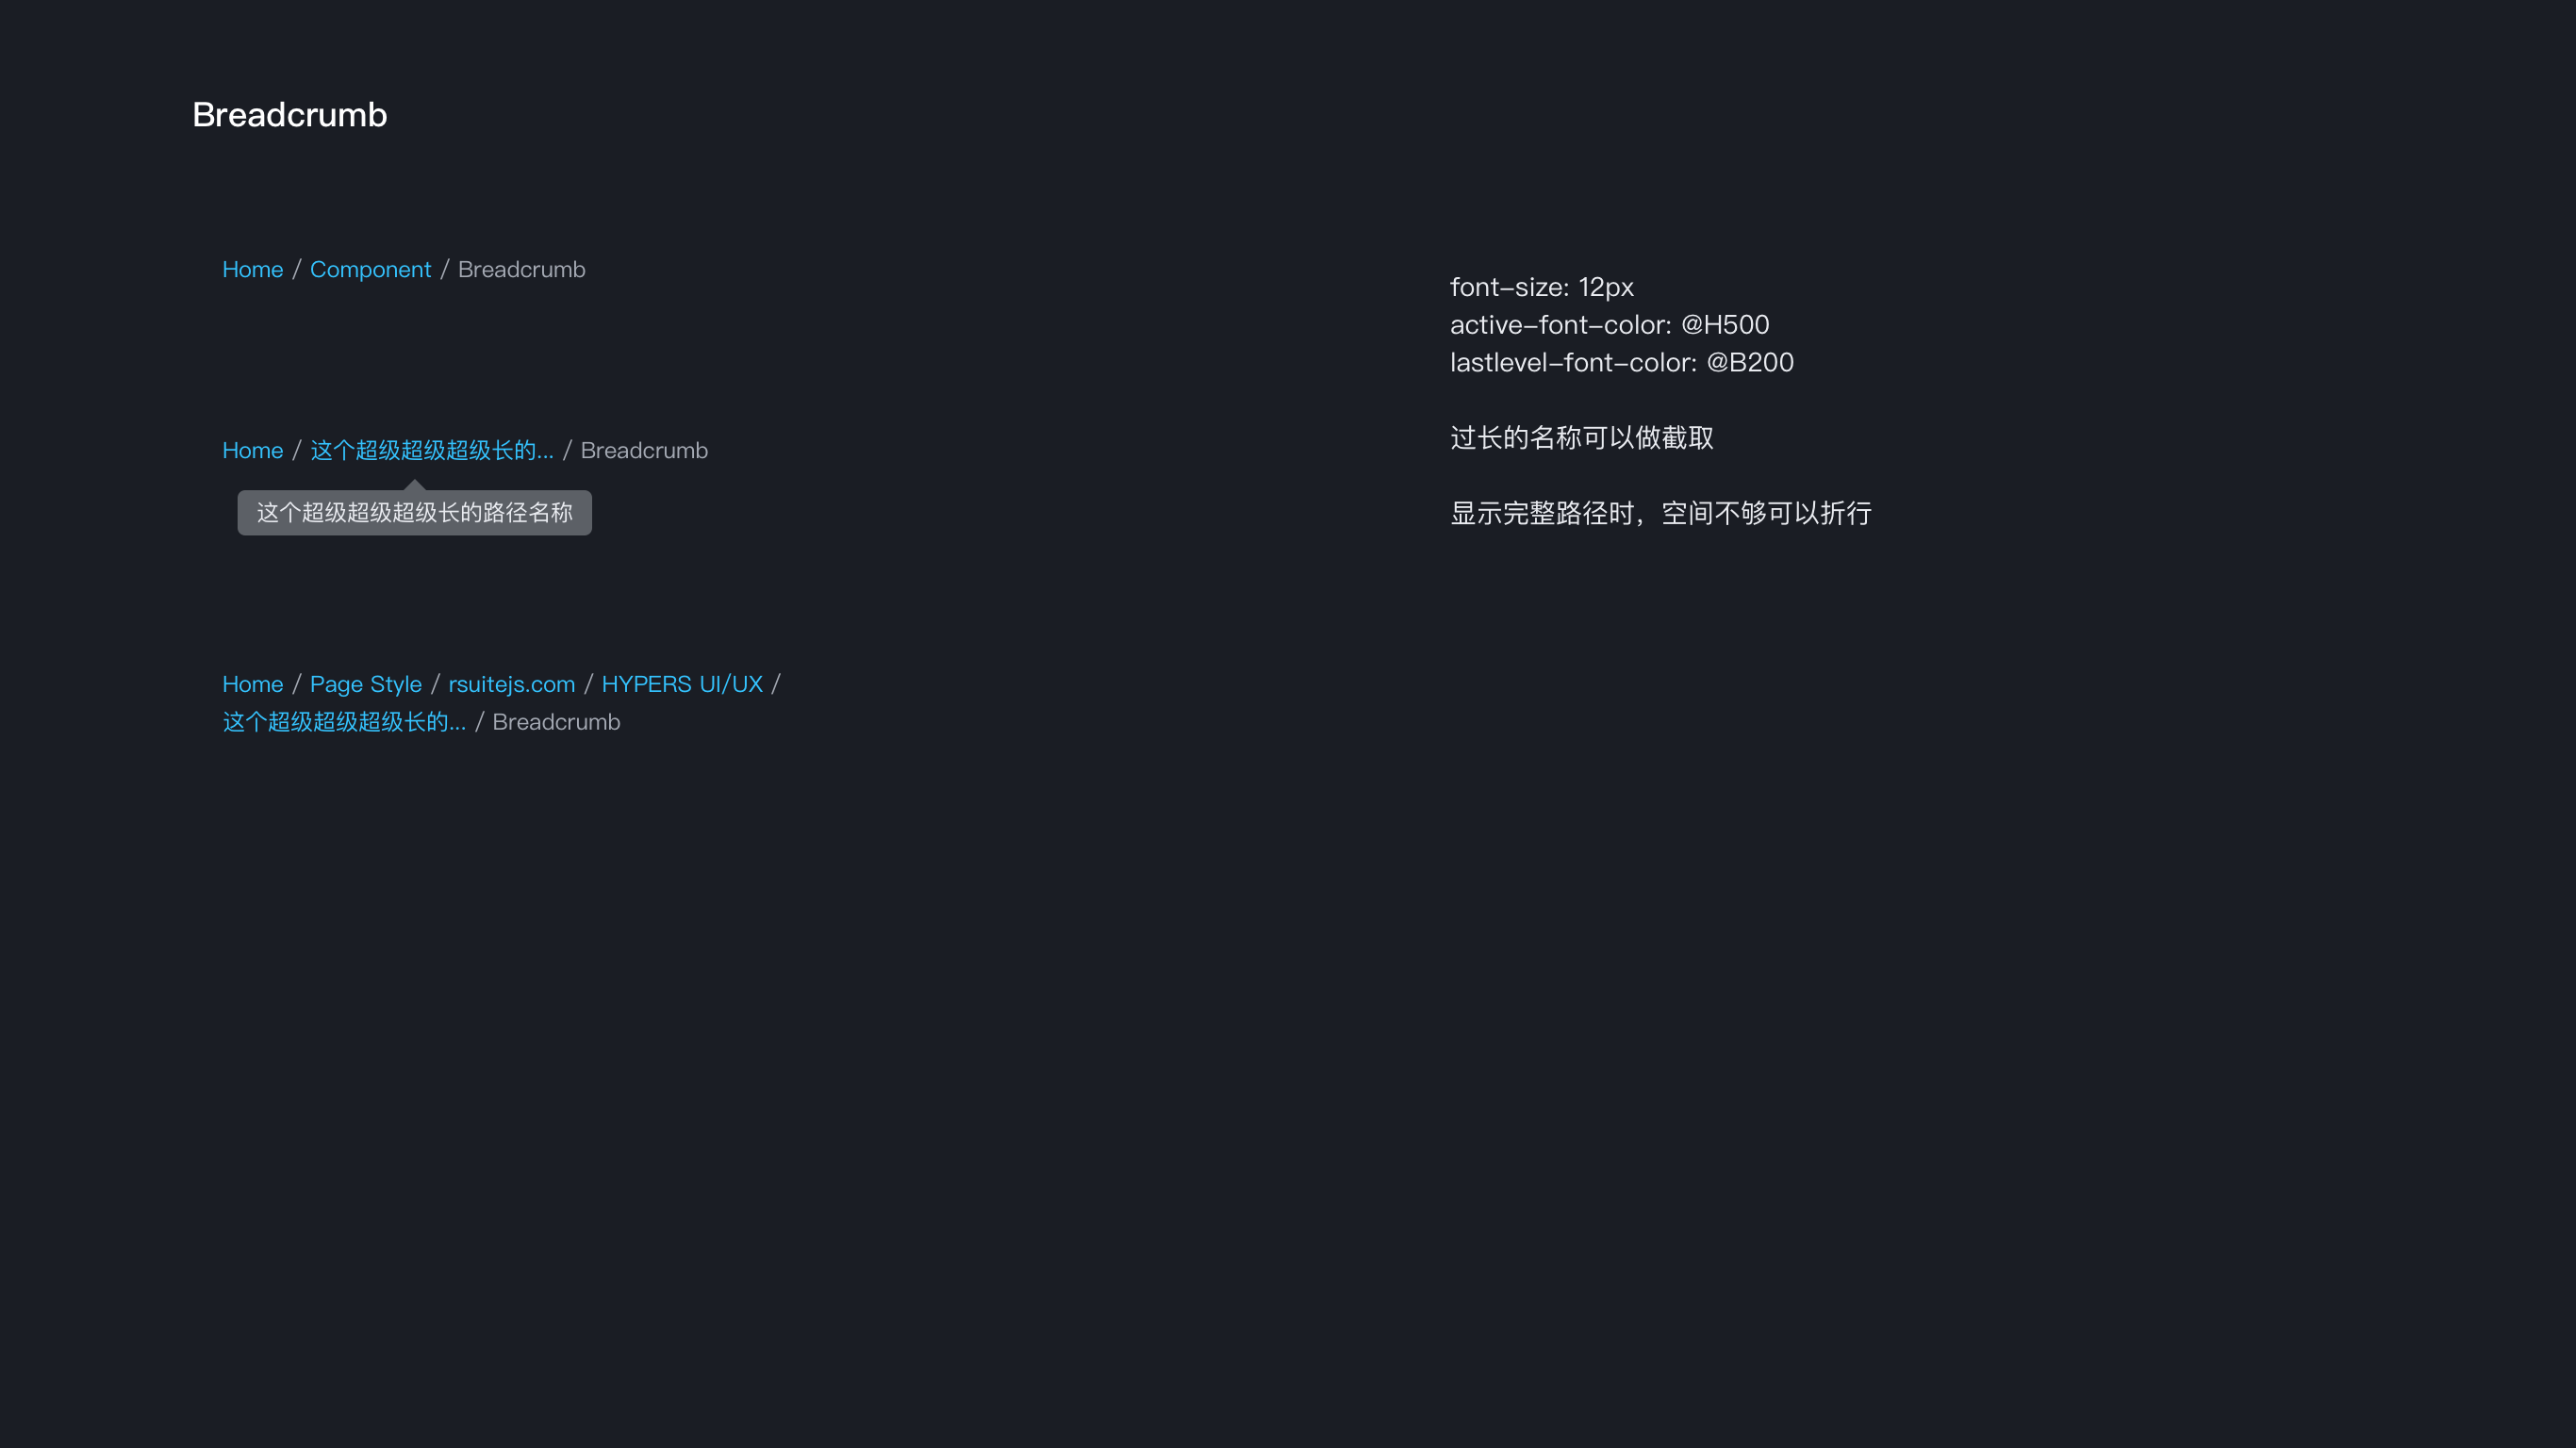 Breadcrumb
Home / Component / Breadcrumb
Home / 这个超级超级超级长的... / Breadcrumb
这个超级超级超级长的路径名称
Home / Page Style / rsuitejs.com / HYPERS UI/UX /
这个超级超级超级长的... / Breadcrumb
font-size: 12px
active-font-color: @H500
lastlevel-font-color: @B200
过长的名称可以做截取
显示完整路径时，空间不够可以折行